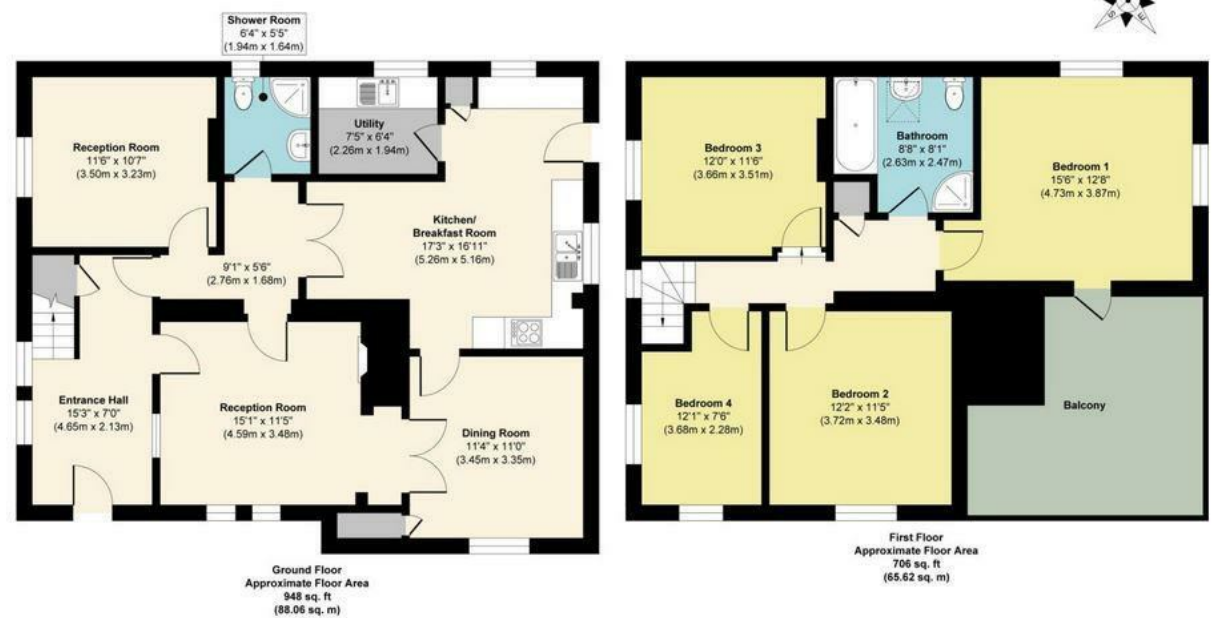 Shower Room
6'4" x 5'5"
(1.94m x 1.64m)
Reception Room
11'6" x 10'7"
(3.50m x 3.23m)
Utility
7'5" x 6'4"
(2.26m x 1.94m)
Kitchen/
Breakfast Room
17'3" x 16'11"
(5.26m x 5.16m)
9'1" x 5'6"
(2.76m x 1.68m)
Entrance Hall
15'3" x 7'0"
(4.65m x 2.13m)
Reception Room
15'1" x 11'5"
(4.59m x 3.48m)
Dining Room
11'4" x 11'0"
(3.45m x 3.35m)
Ground Floor
Approximate Floor Area
948 sq. ft
(88.06 sq. m)
S
E
Bedroom 3
12'0" x 11'6"
(3.66m x 3.51m)
Bathroom
8'8" x 8'1"
(2.63m x 2.47m)
Bedroom 1
15'6" x 12'8"
(4.73m x 3.87m)
Bedroom 4
12'1" x 7'6"
(3.68m x 2.28m)
Bedroom 2
12'2" x 11'5"
(3.72m x 3.48m)
Balcony
First Floor
Approximate Floor Area
706 sq. ft
(65.62 sq. m)